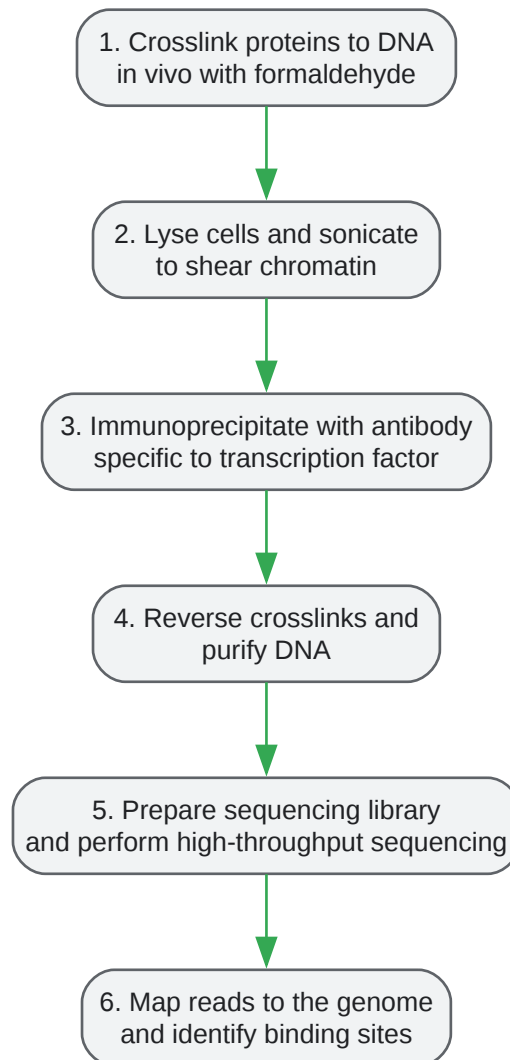 1. Crosslink proteins to DNA
in vivo with formaldehyde
2. Lyse cells and sonicate
to shear chromatin
3. Immunoprecipitate with antibody
specific to transcription factor
4. Reverse crosslinks and
purify DNA
5. Prepare sequencing library
and perform high-throughput sequencing
6. Map reads to the genome
and identify binding sites